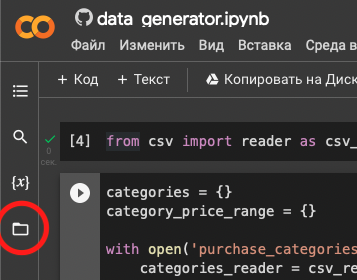 data_generator.ipynb
Файл Изменить Вид Вставка Среда в
+ Код + Текст Копировать на Диск
{x}
[4] from csv import reader as csv_
0
сек.
categories = {}
category_price_range = {}
with open('purchase_categories
categories_reader = csv_re